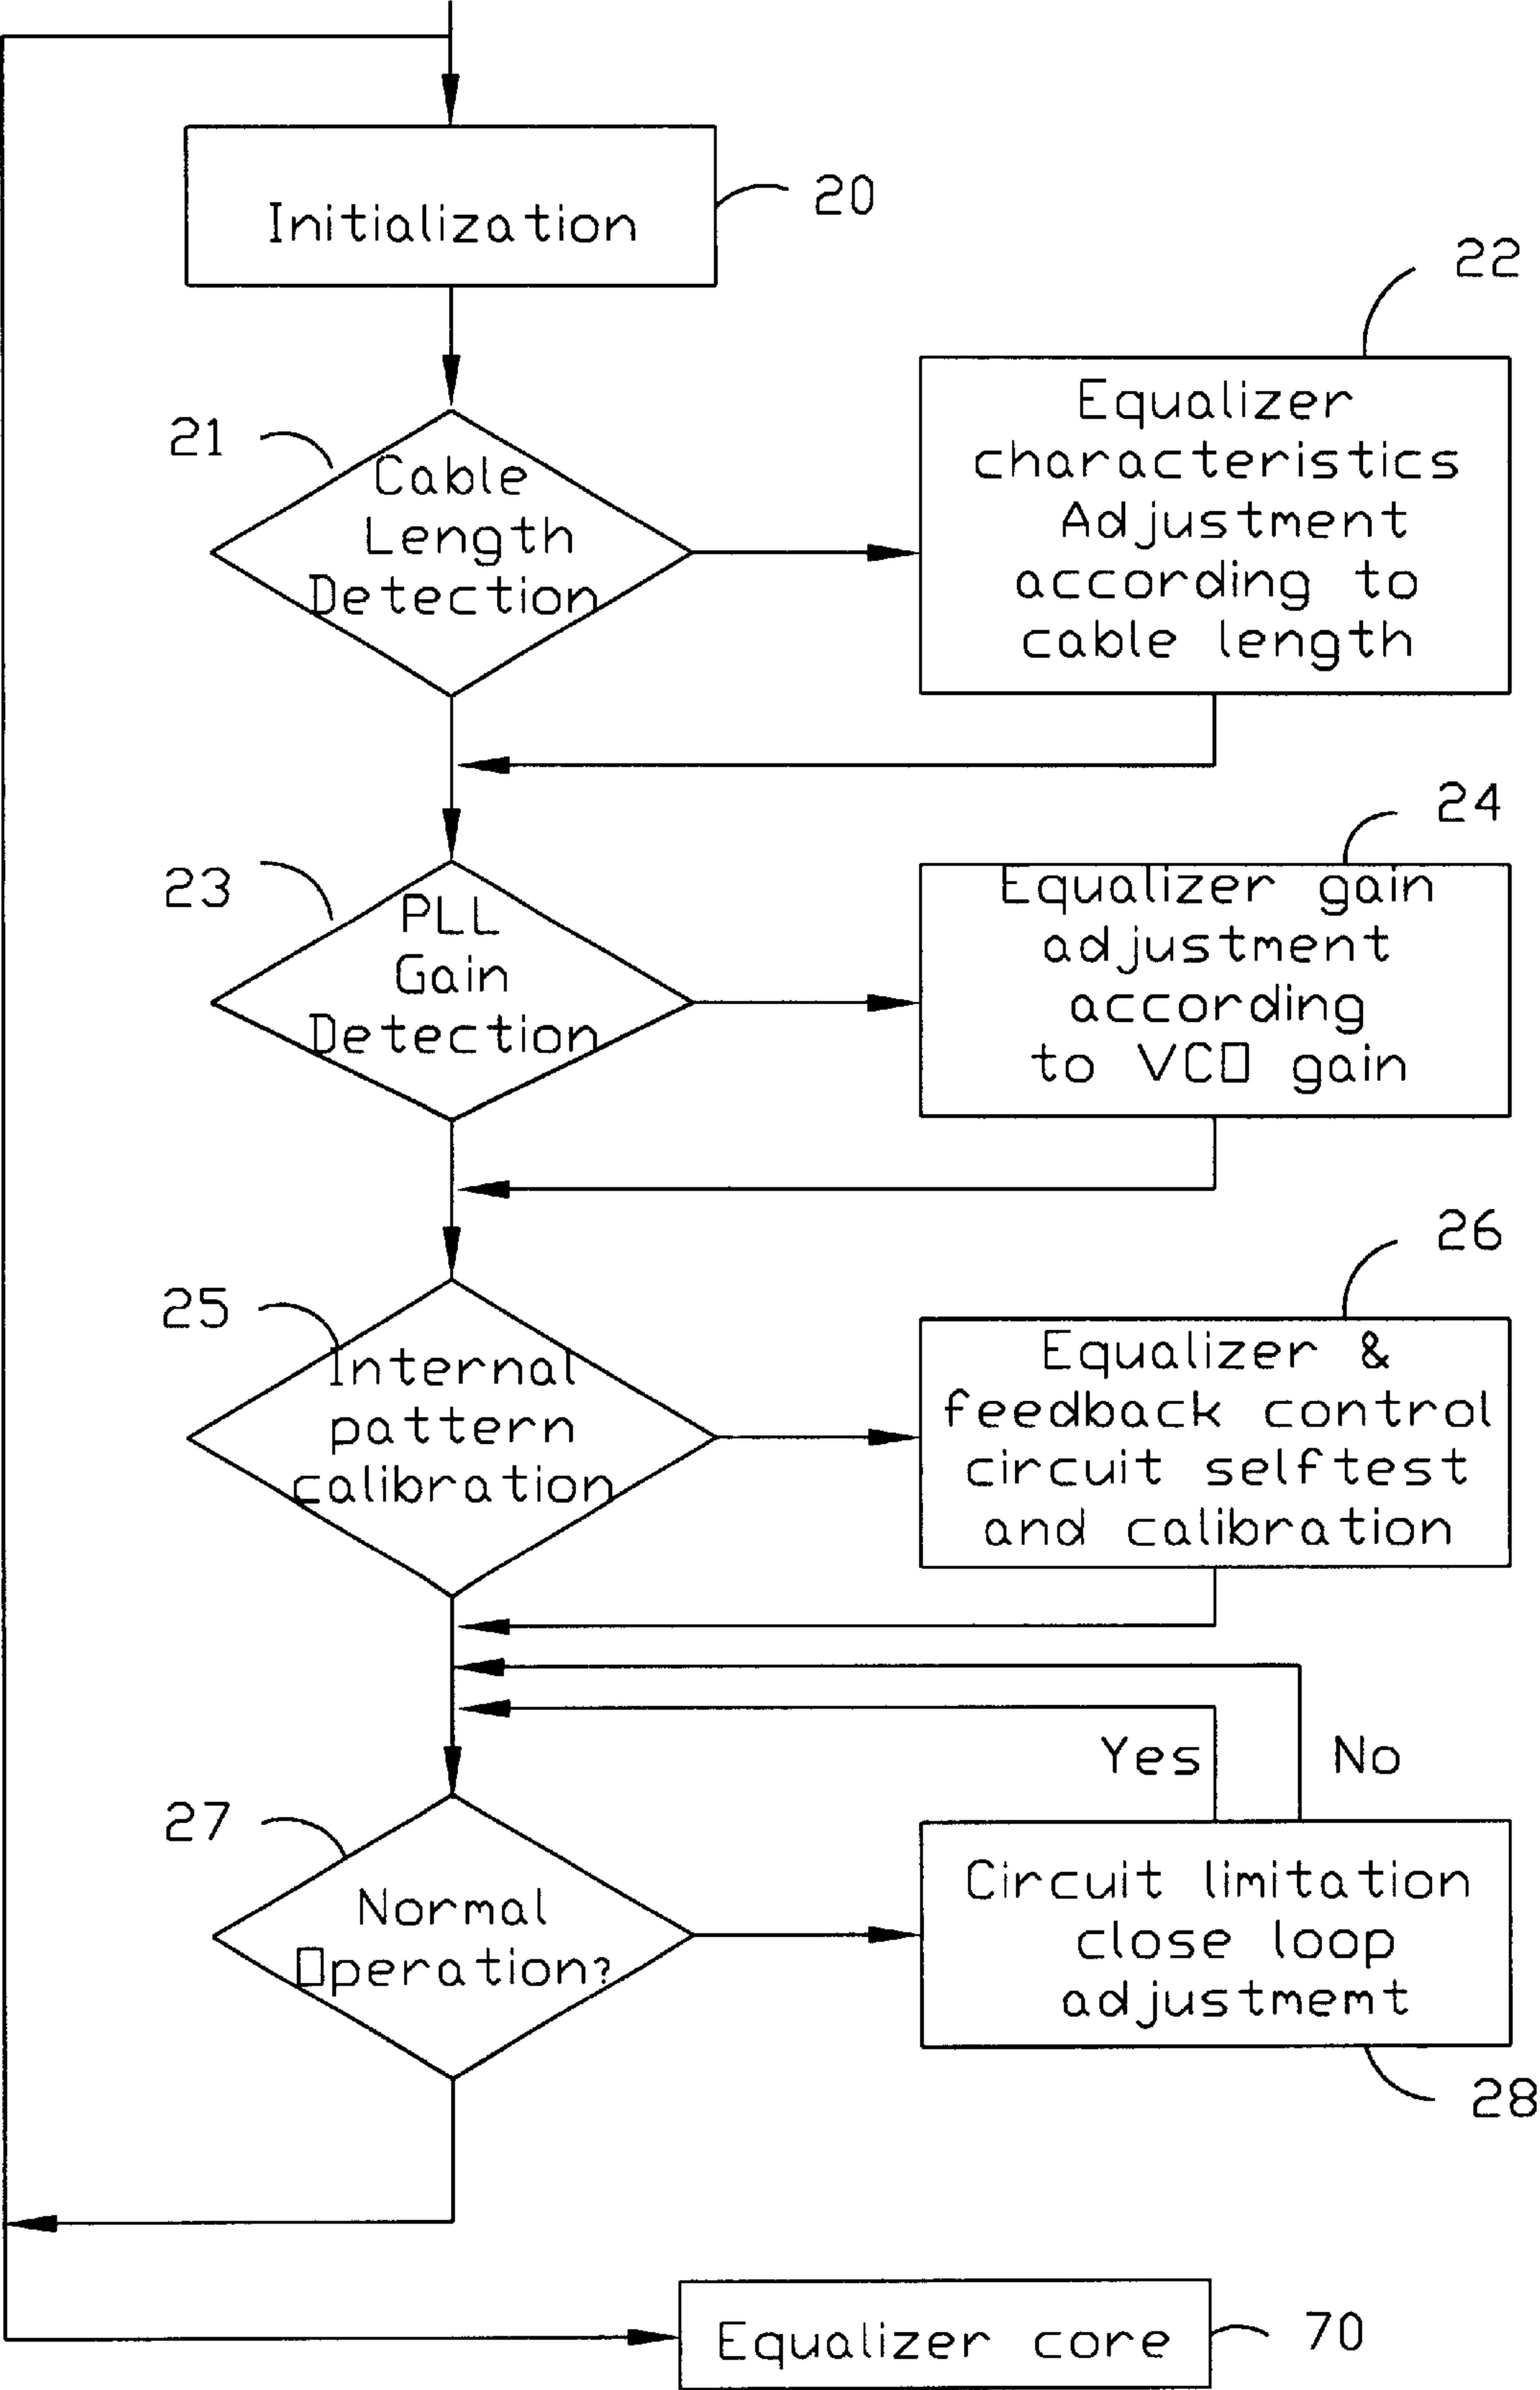 Initialization
20
22
21
Cable
Length
Detection
Equalizer
characteristics
Adjustment
according to
cable length
24
23
PLL
Gain
Detection
Equalizer gain
adjustment
according
to VCO gain
26
25
Internal
pattern
calibration
Equalizer &
feedback control
circuit selftest
and calibration
Yes
No
27
Normal
Operation?
Circuit limitation
close loop
adjustmemt
28
Equalizer core
70